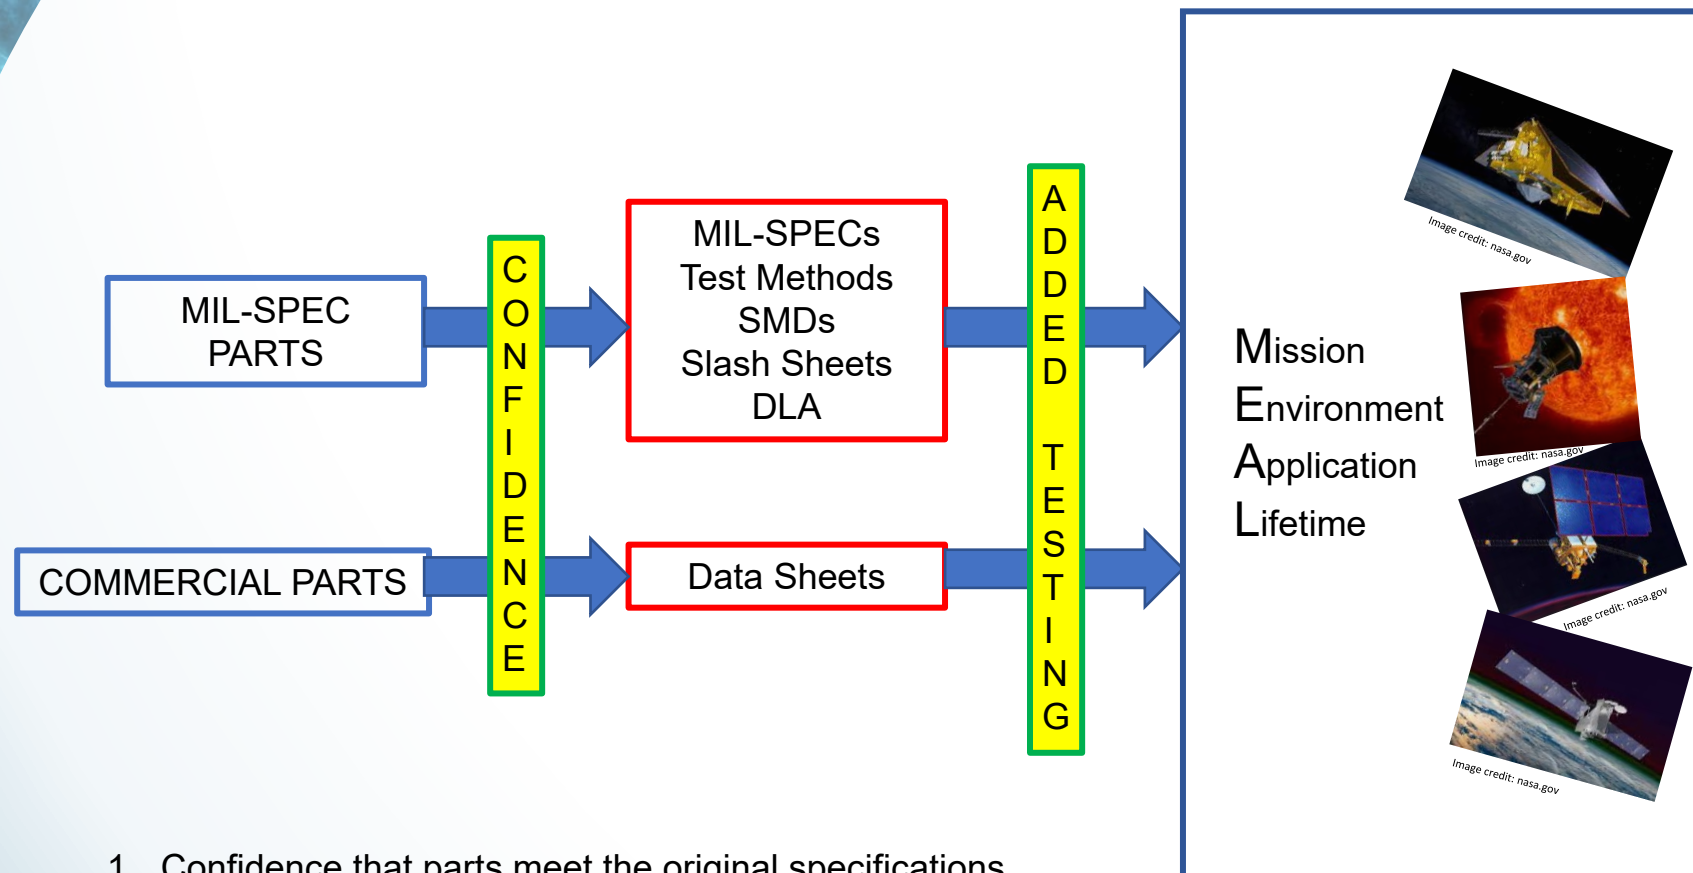 MIL-SPEC
PARTS
COMMERCIAL PARTS
CONFIDENCE
MIL-SPECs
Test Methods
SMDs
Slash Sheets
DLA
Data Sheets
ADDED TESTING
Mission
Environment
Application
Lifetime
Image credit: nasa.gov
Image credit: nasa.gov
Image credit: nasa.gov
Image credit: nasa.gov
1. Confidence that parts meet the original specifications